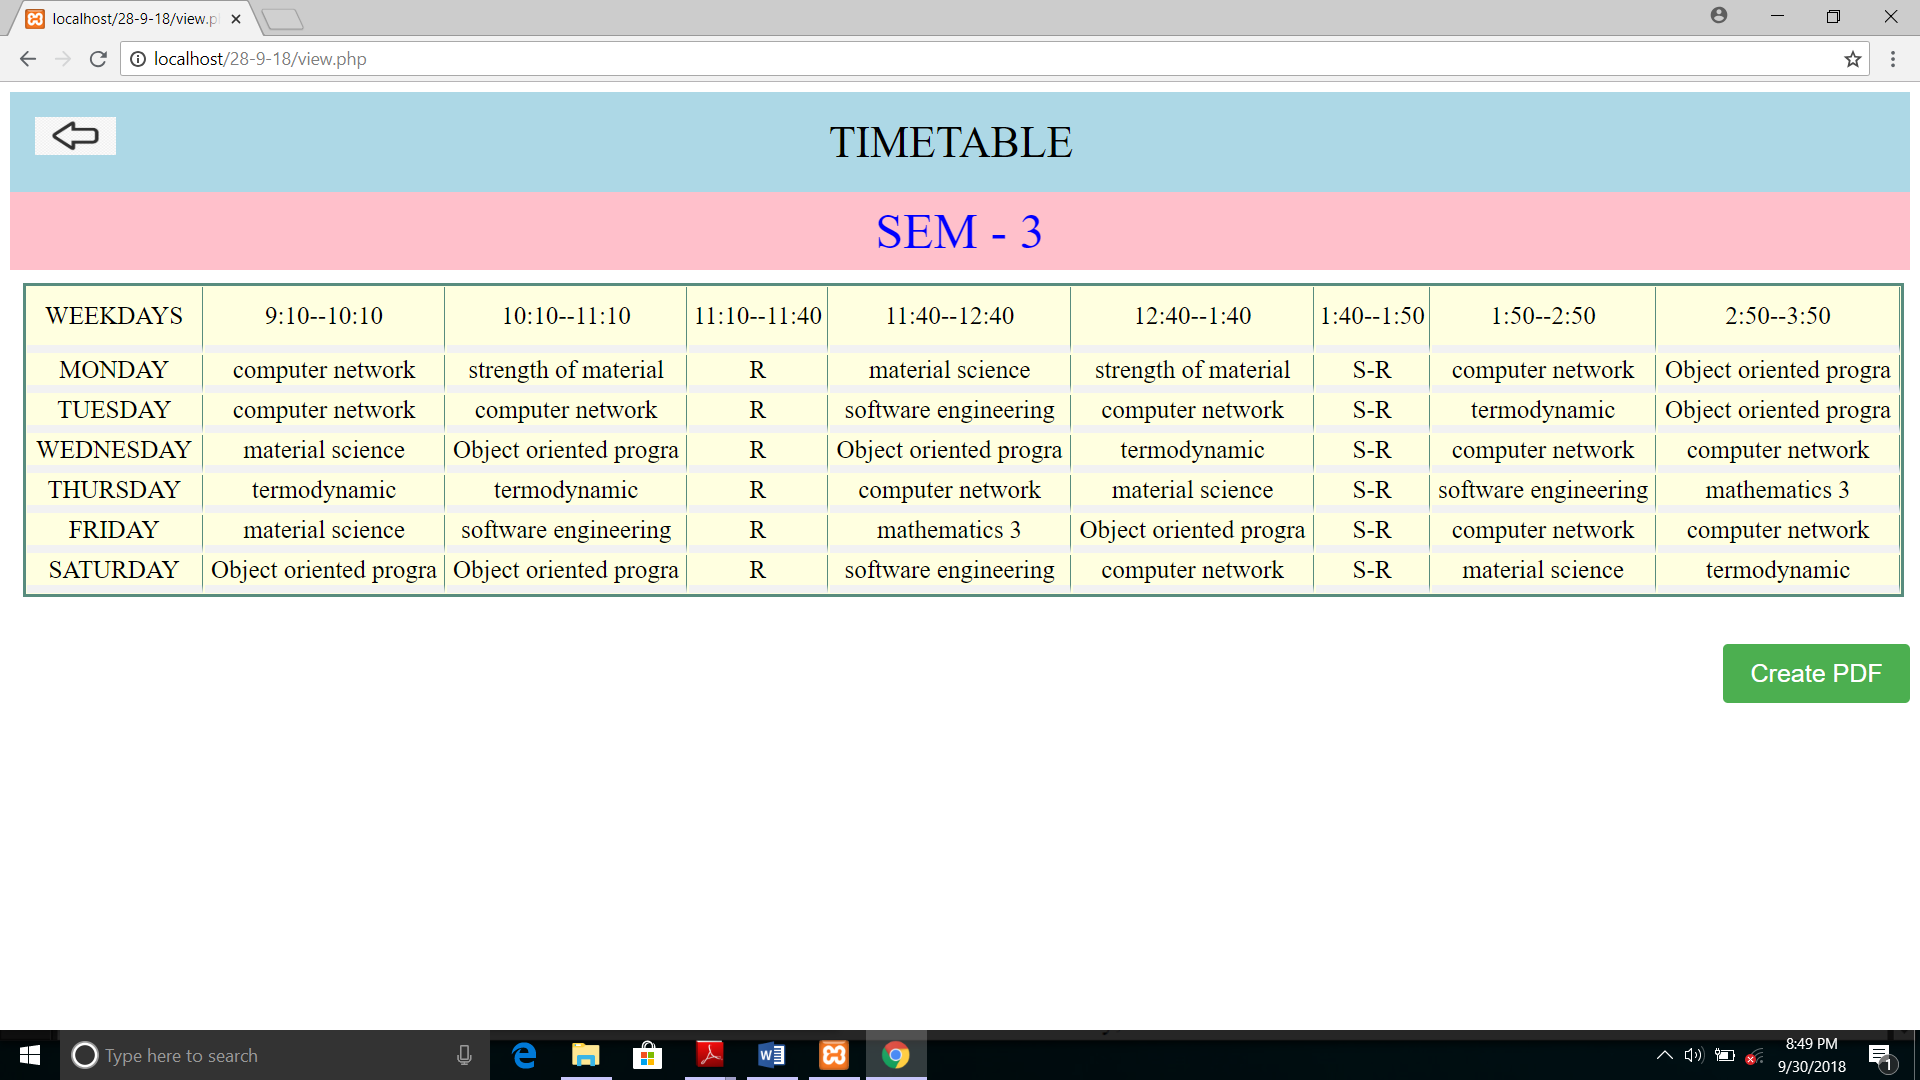 localhost/28-9-18/view.p
localhost/28-9-18/view.php
TIMETABLE
SEM - 3
WEEKDAYS 9:10--10:10 10:10--11:10 11:10--11:40 11:40--12:40 12:40--1:40 1:40--1:50 1:50--2:50 2:50--3:50
MONDAY computer network strength of material R material science strength of material S-R computer network Object oriented progra
TUESDAY computer network computer network R software engineering computer network S-R termodynamic Object oriented progra
WEDNESDAY material science Object oriented progra R Object oriented progra termodynamic S-R computer network computer network
THURSDAY termodynamic termodynamic R computer network material science S-R software engineering mathematics 3
FRIDAY material science software engineering R mathematics 3 Object oriented progra S-R computer network computer network
SATURDAY Object oriented progra Object oriented progra R software engineering computer network S-R material science termodynamic
Create PDF
Type here to search
8:49 PM
9/30/2018
1